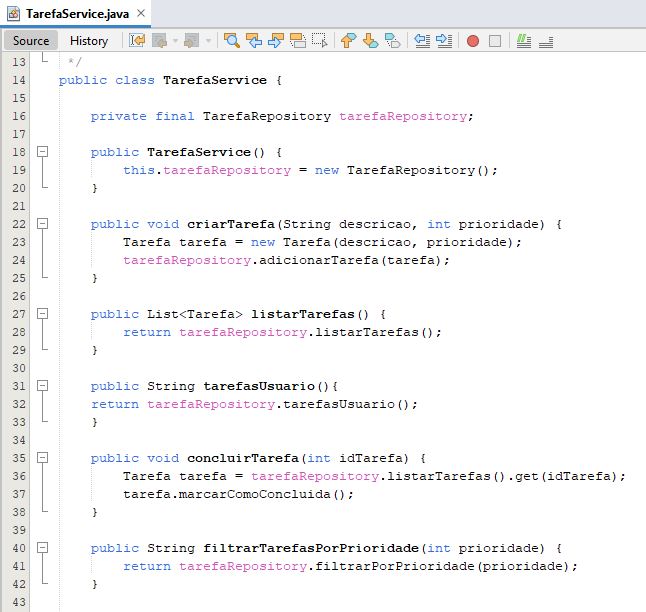 TarefaService.java ×
Source History
13 */
14 public class TarefaService {
15
16 private final TarefaRepository tarefaRepository;
17
18 public TarefaService() {
19 this.tarefaRepository = new TarefaRepository();
20 }
21
22 public void criarTarefa(String descricao, int prioridade) {
23 Tarefa tarefa = new Tarefa(descricao, prioridade);
24 tarefaRepository.adicionarTarefa(tarefa);
25 }
26
27 public List<Tarefa> listarTarefas() {
28 return tarefaRepository.listarTarefas();
29 }
30
31 public String tarefasUsuario(){
32 return tarefaRepository.tarefasUsuario();
33 }
34
35 public void concluirTarefa(int idTarefa) {
36 Tarefa tarefa = tarefaRepository.listarTarefas().get(idTarefa);
37 tarefa.marcarComoConcluida();
38 }
39
40 public String filtrarTarefasPorPrioridade(int prioridade) {
41 return tarefaRepository.filtrarPorPrioridade(prioridade);
42 }
43